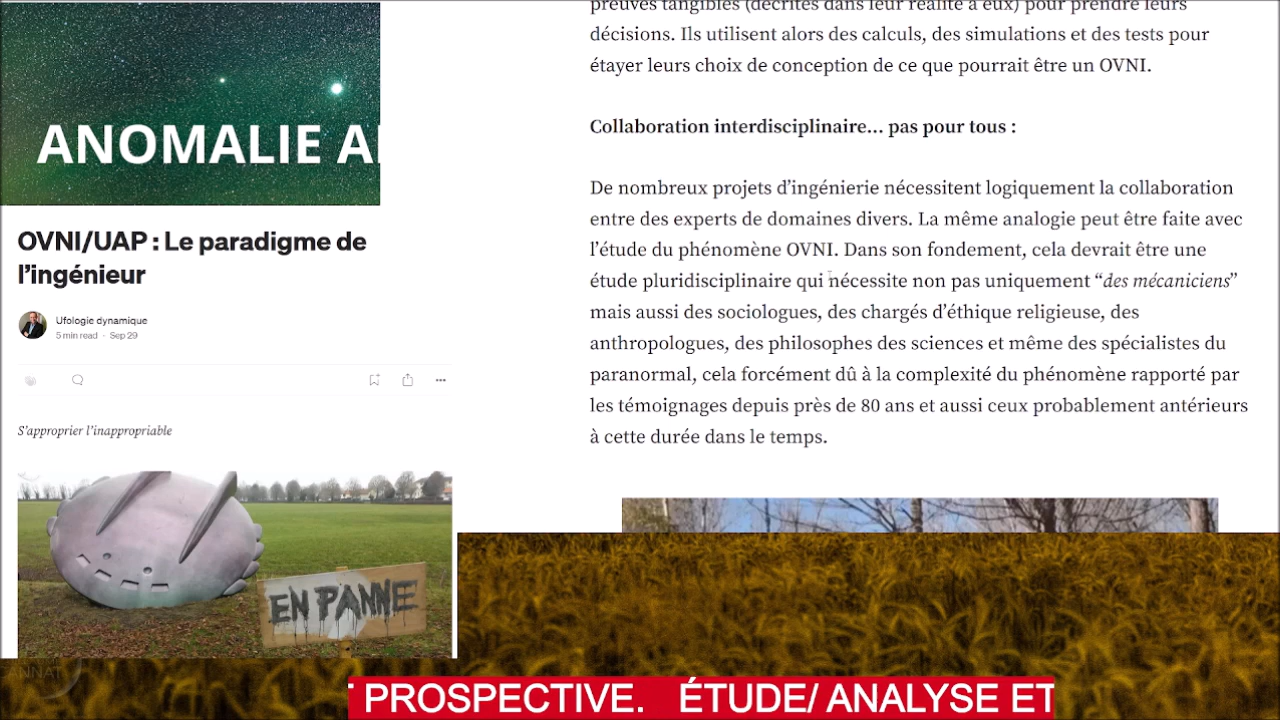 ANOMALIE
OVNI/UAP : Le paradigme de
l'ingénieur
Ufologie dynamique
5 min read · Sep 29
S'approprier l'inappropriable
EN PANNE
preuves tangibles (décrites dans leur réalité à eux) pour prendre leurs
décisions. Ils utilisent alors des calculs, des simulations et des tests pour
étayer leurs choix de conception de ce que pourrait être un OVNI.
Collaboration interdisciplinaire… pas pour tous :
De nombreux projets d'ingénierie nécessitent logiquement la collaboration
entre des experts de domaines divers. La même analogie peut être faite avec
l'étude du phénomène OVNI. Dans son fondement, cela devrait être une
étude pluridisciplinaire qui nécessite non pas uniquement “des mécaniciens”
mais aussi des sociologues, des chargés d'éthique religieuse, des
anthropologues, des philosophes des sciences et même des spécialistes du
paranormal, cela forcément dû à la complexité du phénomène rapporté par
les témoignages depuis près de 80 ans et aussi ceux probablement antérieurs
à cette durée dans le temps.
PROSPECTIVE. ÉTUDE/ ANALYSE ET